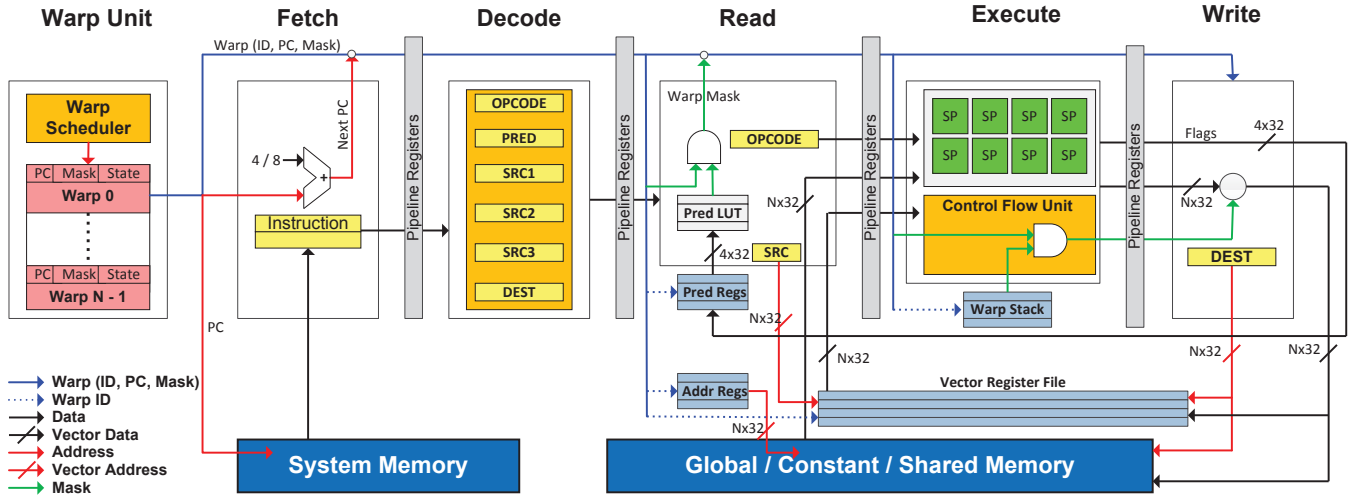 Warp Unit
Fetch
Decode
Read
Execute
Write
Warp (ID, PC, Mask)
Warp
Scheduler
PC Mask State
Warp 0
PC Mask State
Warp N - 1
PC
4 / 8
+
Next PC
Instruction
Pipeline Registers
OPCODE
PRED
SRC1
SRC2
SRC3
DEST
Pipeline Registers
Warp Mask
OPCODE
Pred LUT
4x32
SRC
Pred Regs
Nx32
Addr Regs
Nx32
Nx32
Nx32
Pipeline Registers
SP SP SP SP
SP SP SP SP
Control Flow Unit
Warp Stack
Pipeline Registers
Flags
4x32
Nx32
DEST
Nx32
Nx32
Vector Register File
System Memory
Global / Constant / Shared Memory
Warp (ID, PC, Mask)
Warp ID
Data
Vector Data
Address
Vector Address
Mask